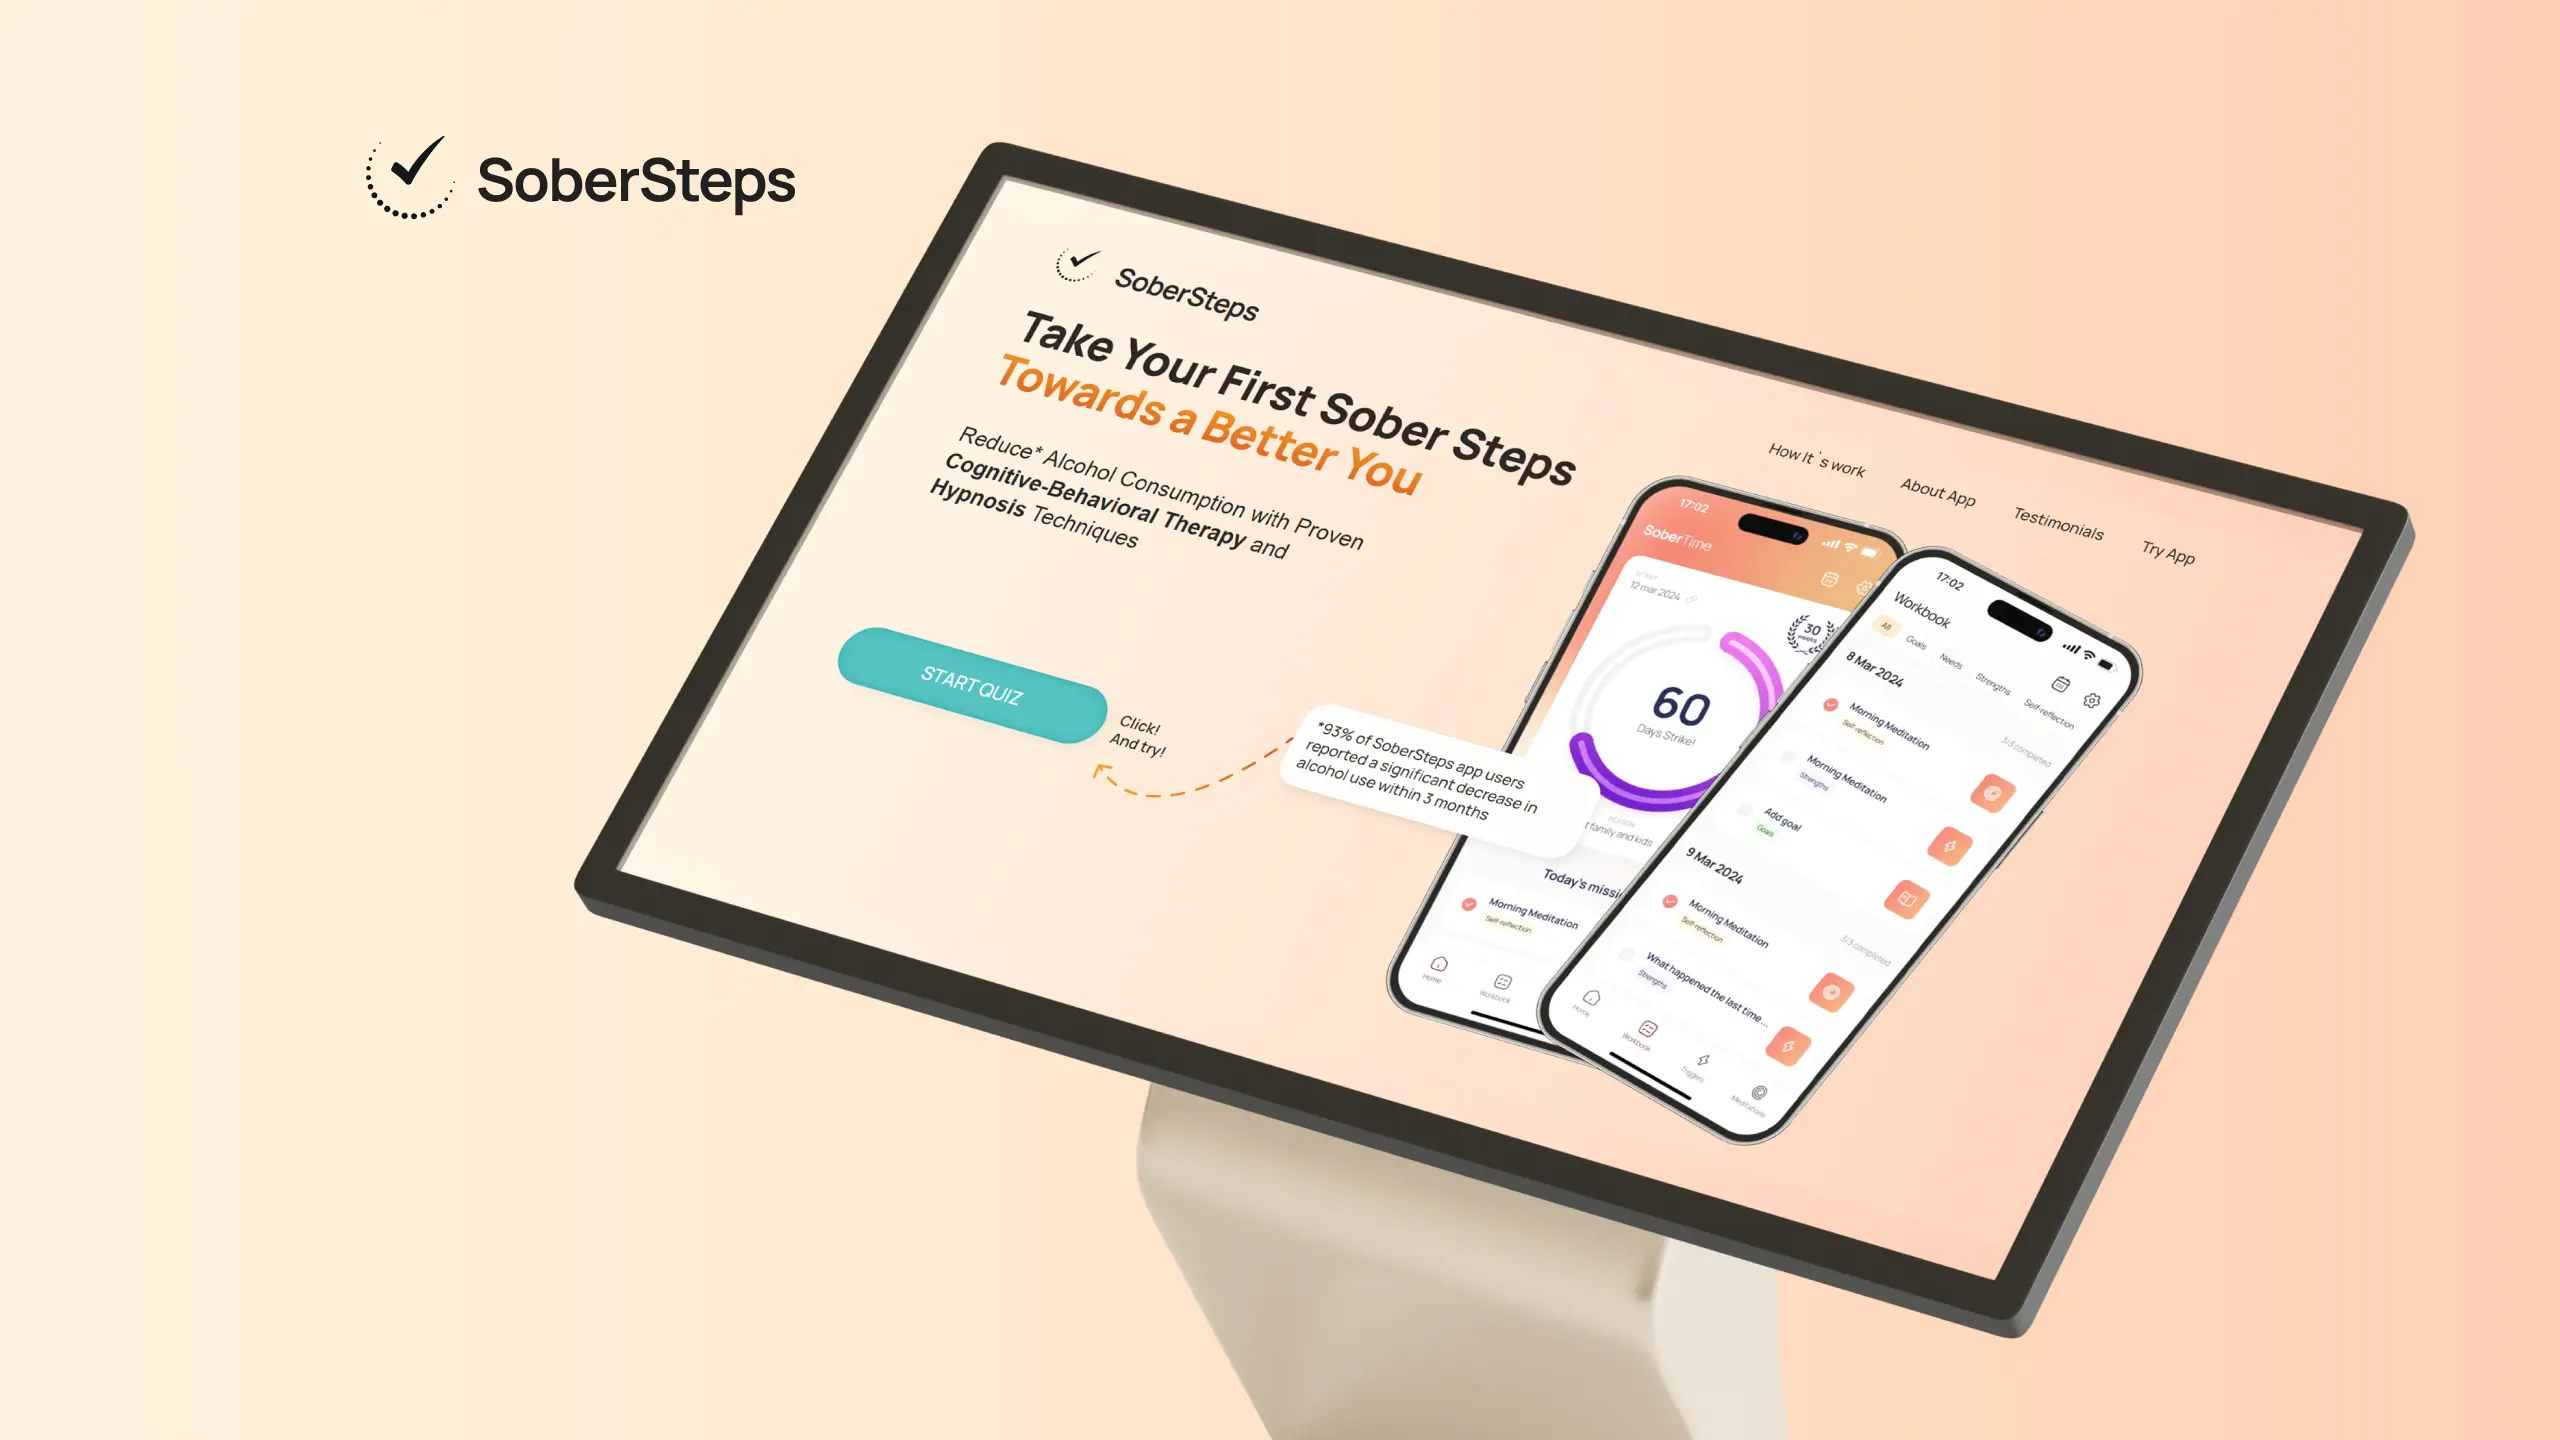 SoberSteps
SoberSteps
Take Your First Sober Steps
Towards a Better You
Reduce* Alcohol Consumption with Proven
Cognitive-Behavioral Therapy and
Hypnosis Techniques
START QUIZ
Click!
And try!
*93% of SoberSteps app users
reported a significant decrease in
alcohol use within 3 months
How It`s work
About App
Testimonials
Try App
17:02
SoberTime
START
12 mar 2024
30
weeks
60
Days Strike!
REASON
t family and kids
Today's missi
Morning Meditation
Self-reflection
Home
Workbook
17:02
Workbook
All
Goals
Needs
Strengths
Self-reflection
8 Mar 2024
3/3 completed
Morning Meditation
Self-reflection
Morning Meditation
Strengths
Add goal
Goals
9 Mar 2024
3/3 completed
Morning Meditation
Self-reflection
What happened the last time...
Strengths
Home
Workbook
Triggers
Meditations